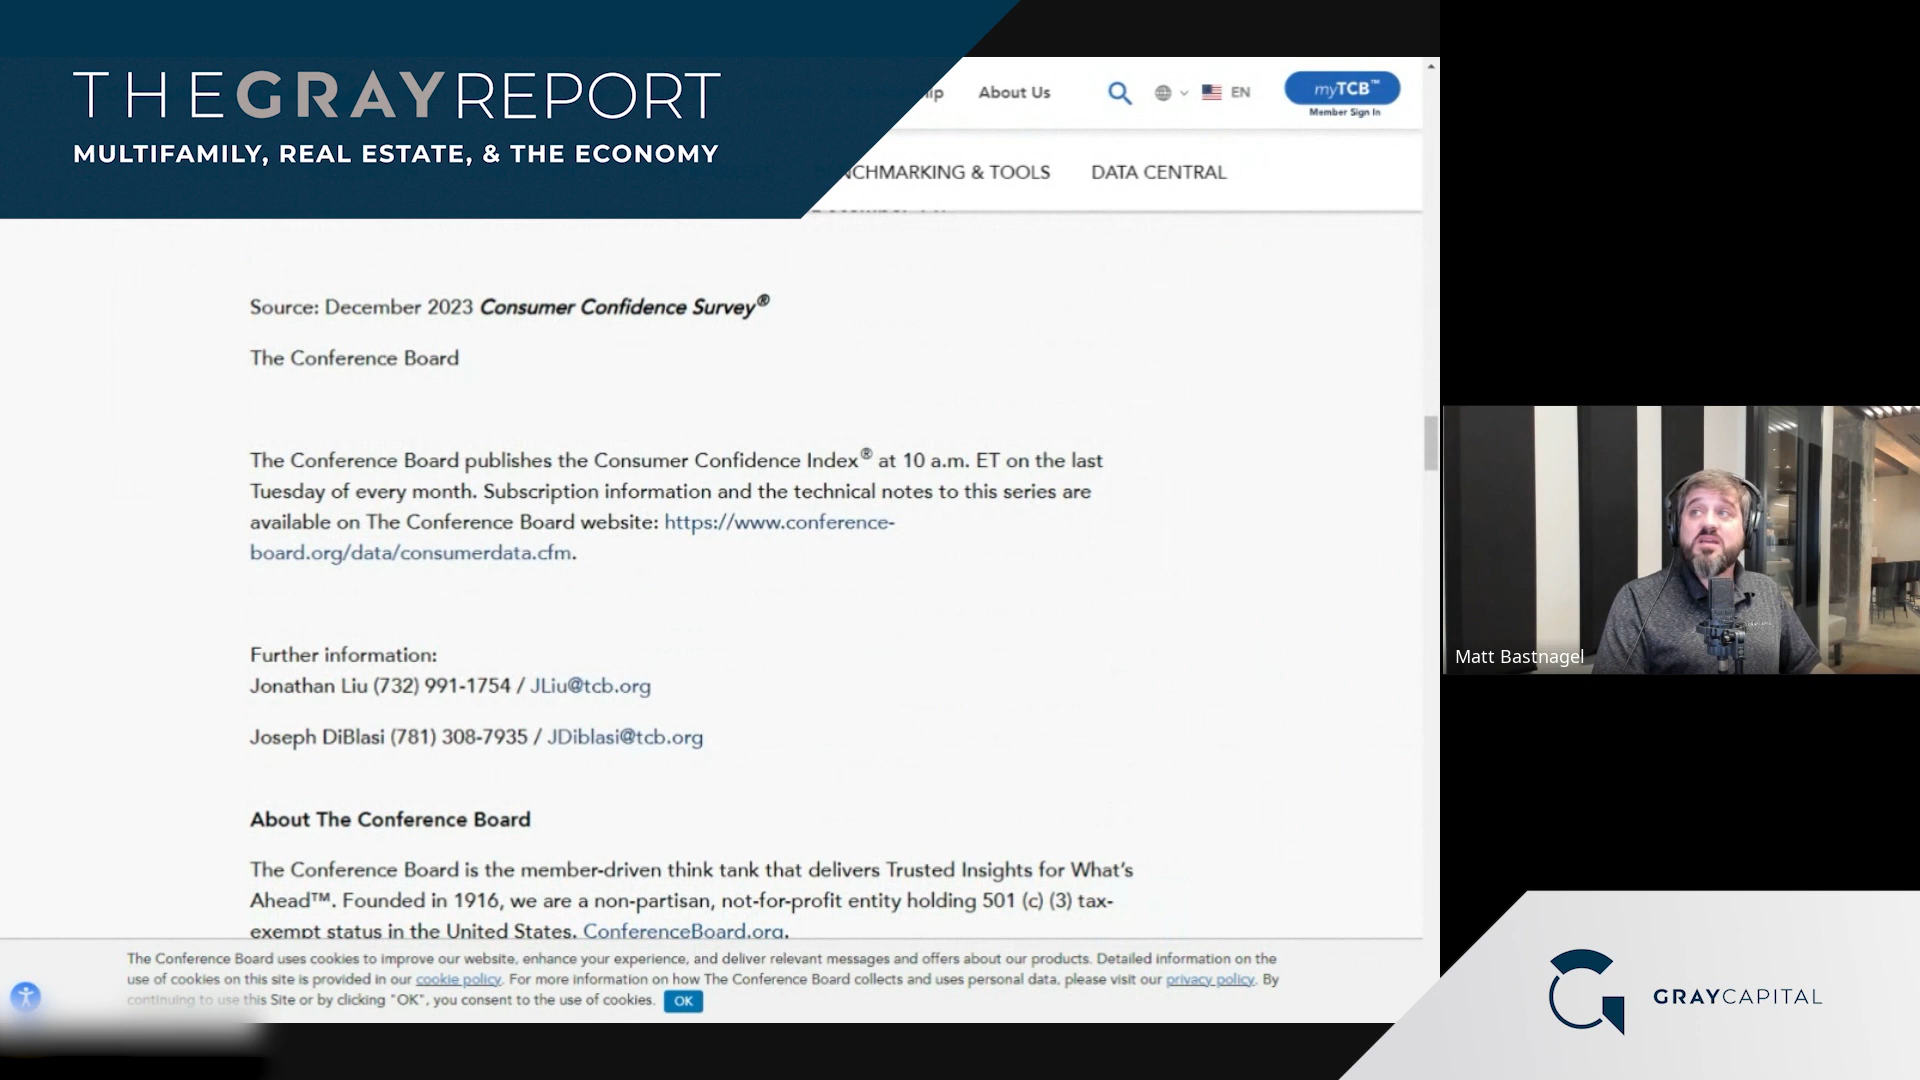 THE GRAY REPORT
MULTIFAMILY, REAL ESTATE, & THE ECONOMY
About Us
EN
myTCB™
Member Sign In
& TOOLS
DATA CENTRAL
Source: December 2023 Consumer Confidence Survey®
The Conference Board
The Conference Board publishes the Consumer Confidence Index® at 10 a.m. ET on the last
Tuesday of every month. Subscription information and the technical notes to this series are
available on The Conference Board website: https://www.conference-
board.org/data/consumerdata.cfm.
Further information:
Jonathan Liu (732) 991-1754 / JLiu@tcb.org
Joseph DiBlasi (781) 308-7935 / JDiblasi@tcb.org
About The Conference Board
The Conference Board is the member-driven think tank that delivers Trusted Insights for What's
Ahead™. Founded in 1916, we are a non-partisan, not-for-profit entity holding 501 (c) (3) tax-
exempt status in the United States. ConferenceBoard.org.
The Conference Board uses cookies to improve our website, enhance your experience, and deliver relevant messages and offers about our products. Detailed information on the
use of cookies on this site is provided in our cookie policy. For more information on how The Conference Board collects and uses personal data, please visit our privacy policy. By
continuing to use this Site or by clicking "OK", you consent to the use of cookies. OK
Matt Bastnagel
GRAYCAPITAL